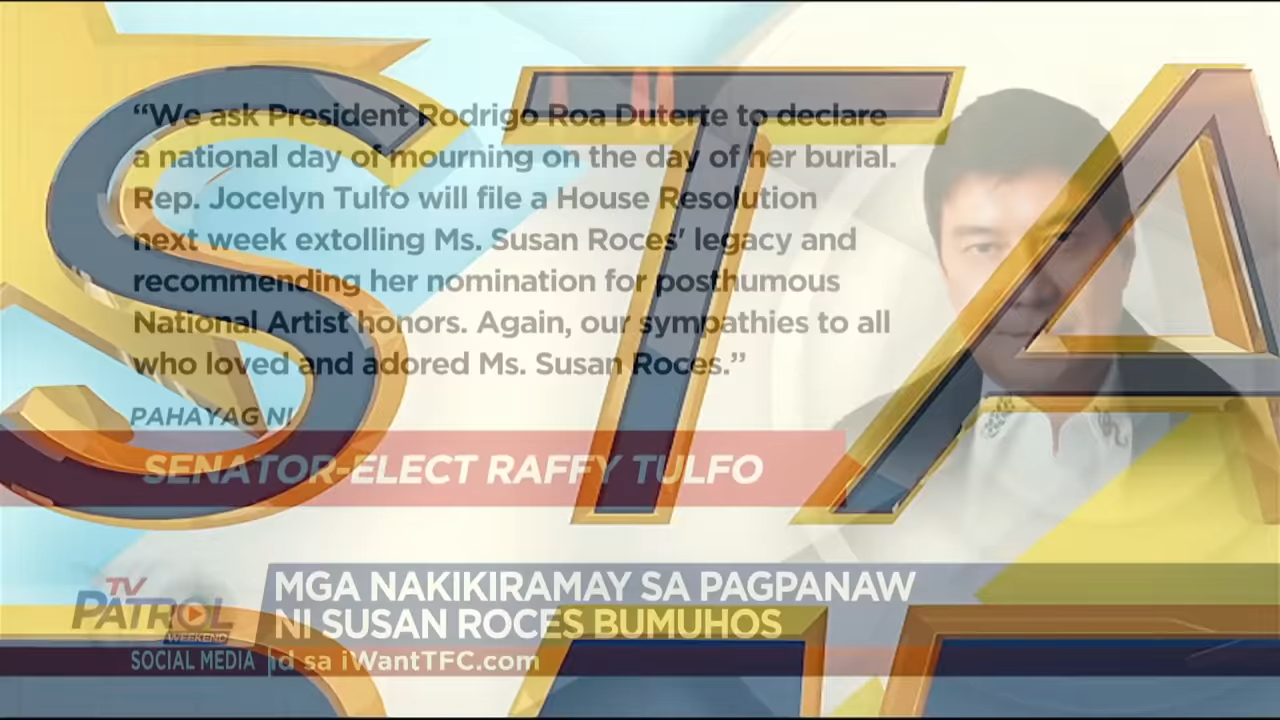 STA
“We ask President Rodrigo Roa Duterte to declare
a national day of mourning on the day of her burial.
Rep. Jocelyn Tulfo will file a House Resolution
next week extolling Ms. Susan Roces' legacy and
recommending her nomination for posthumous
National Artist honors. Again, our sympathies to all
who loved and adored Ms. Susan Roces.”
PAHAYAG NI
SENATOR-ELECT RAFFY TULFO
TV
PATROL
WEEKEND
MGA NAKIKIRAMAY SA PAGPANAW
NI SUSAN ROCES BUMUHOS
SOCIAL MEDIA
d sa iWantTFC.com